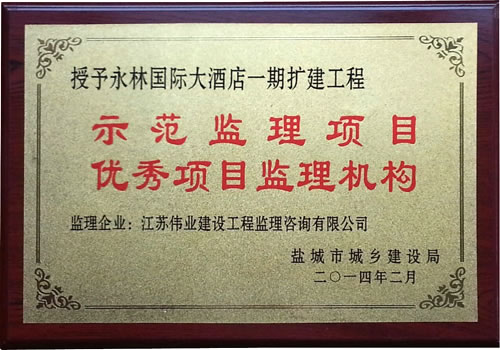 授予永林国际大酒店一期扩建工程
示范监理项目
优秀项目监理机构
监理企业：江苏伟业建设工程监理咨询有限公司
盐城市城乡建设局
二〇一四年二月